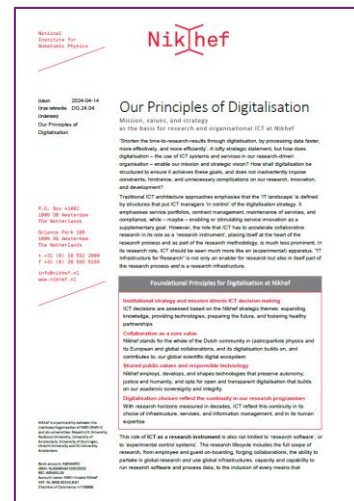 National
Institute for
Subatomic Physics
Nikhef
Datum 2024-04-14
Onze referentie DIG.24.04
Onderwerp
Our Principles of
Digitalisation
Our Principles of Digitalisation
Mission, values, and strategy
as the basis for research and organisational ICT at Nikhef
'Shorten the time-to-research-results through digitalisation, by processing data faster,
more effectively, and more efficiently'. A lofty strategic statement, but how does
digitalisation – the use of ICT systems and services in our research-driven
organisation – enable our mission and strategic vision? How shall digitalisation be
structured to ensure it achieves these goals, and does not inadvertently impose
constraints, hindrance, and unnecessary complications on our research, innovation,
and development?
Traditional ICT architecture approaches emphasise that the 'IT landscape' is defined
by structures that put ICT managers 'in control' of the digitalisation strategy. It
emphasises service portfolios, contract management, maintenance of services, and
compliance, while – maybe – enabling or stimulating service innovation as a
supplemental goal. However, the role that ICT has to accelerate collaborative
research in its role as a 'research instrument', placing itself at the heart of the
research process and as part of the research methodology, is much less prominent. In
its research role, ICT should be seen much more like an (experimental) apparatus. 'IT
Infrastructure for Research' is not only an enabler for research but also in itself part of
the research process and is a research infrastructure.
P.O. Box 41882
1009 DB Amsterdam
The Netherlands
Science Park 105
1098 XG Amsterdam
The Netherlands
t +31 (0) 20 592 2000
f +31 (0) 20 592 5155
info@nikhef.nl
www.nikhef.nl
Foundational Principles for Digitalisation at Nikhef
Institutional strategy and mission directs ICT decision making
ICT decisions are assessed based on the Nikhef strategic themes: expanding
knowledge, providing technologies, preparing the future, and fostering healthy
partnerships
Collaboration as a core value
Nikhef stands for the whole of the Dutch community in (astro)particle physics and
its European and global collaborations, and its digitalisation builds on, and
contributes to, our global scientific digital ecosystem
Shared public values and responsible technology
Nikhef employs, develops, and shapes technologies that preserve autonomy,
justice and humanity, and opts for open and transparent digitalisation that builds
on our academic sovereignty and integrity
Digitalisation choices reflect the continuity in our research programmes
With research horizons measured in decades, ICT reflect this continuity in its
choice of infrastructure, services, and information management, and in its human
expertise
This role of ICT as a research instrument is also not limited to 'research software', or
to 'experimental control systems'. The research lifecycle includes the full scope of
research, from employee and guest on-boarding, forging collaborations, the ability to
partake in global research and use global infrastructures, capacity and capability to
run research software and process data, to the inclusion of every means that